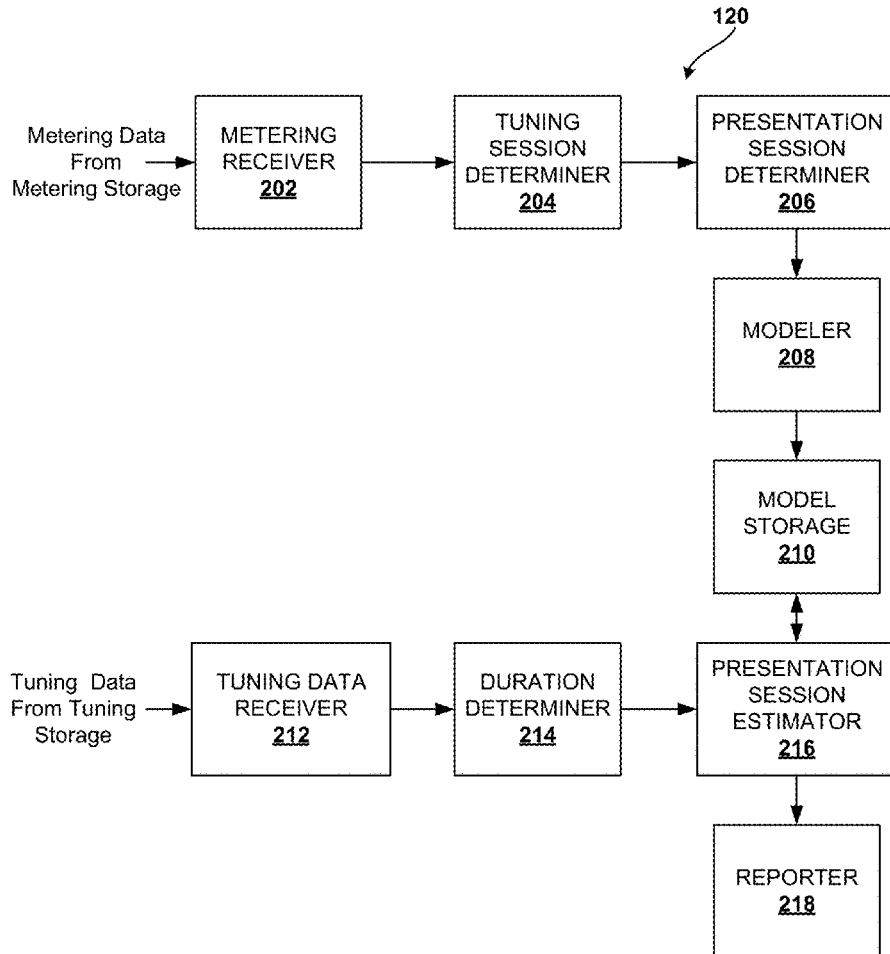 120
Metering Data
From
Metering Storage
METERING
RECEIVER
202
TUNING
SESSION
DETERMINER
204
PRESENTATION
SESSION
DETERMINER
206
MODELER
208
MODEL
STORAGE
210
Tuning Data
From Tuning
Storage
TUNING DATA
RECEIVER
212
DURATION
DETERMINER
214
PRESENTATION
SESSION
ESTIMATOR
216
REPORTER
218